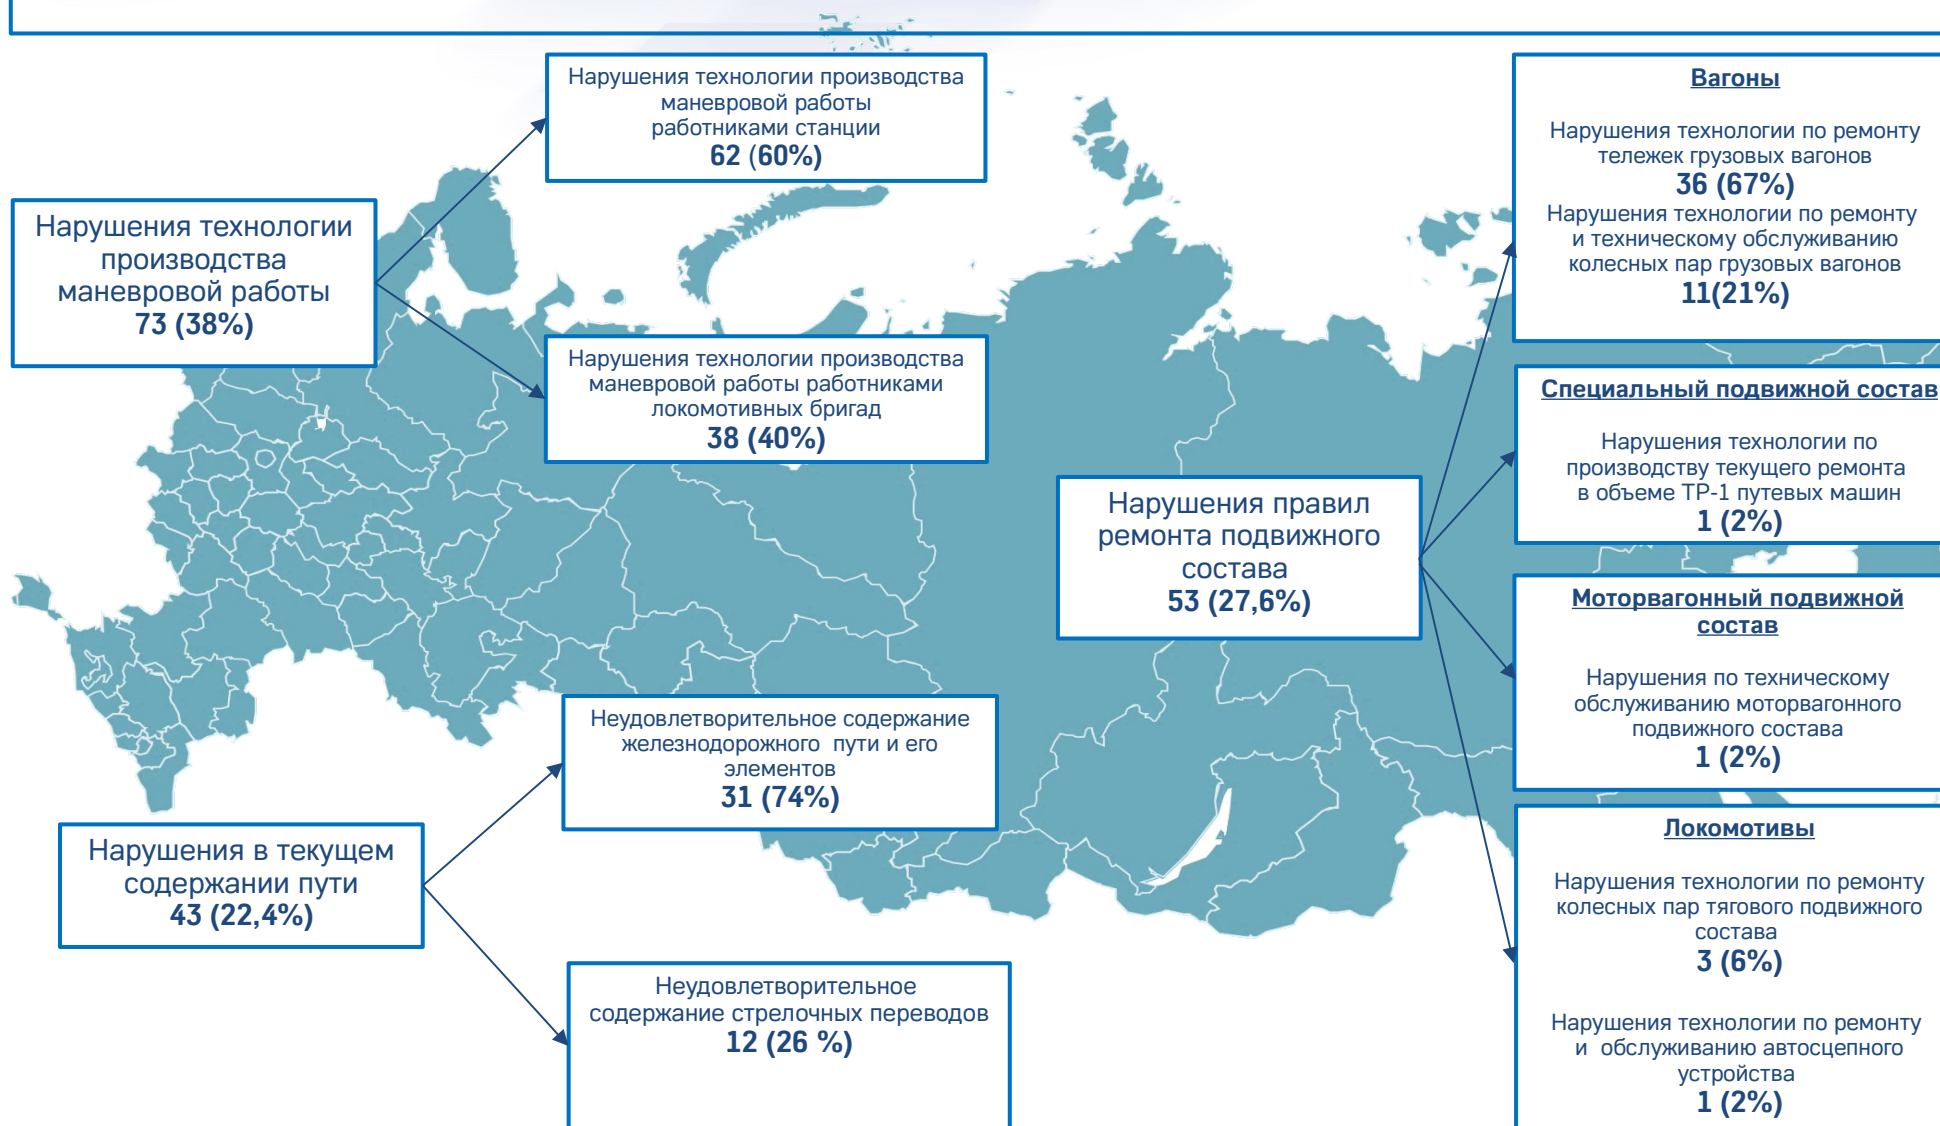 Нарушения технологии
производства
маневровой работы
73 (38%)
Нарушения технологии производства
маневровой работы
работниками станции
62 (60%)
Нарушения технологии производства
маневровой работы работниками
локомотивных бригад
38 (40%)
Нарушения в текущем
содержании пути
43 (22,4%)
Неудовлетворительное содержание
железнодорожного пути и его
элементов
31 (74%)
Неудовлетворительное
содержание стрелочных переводов
12 (26 %)
Нарушения правил
ремонта подвижного
состава
53 (27,6%)
Вагоны
Нарушения технологии по ремонту
тележек грузовых вагонов
36 (67%)
Нарушения технологии по ремонту
и техническому обслуживанию
колесных пар грузовых вагонов
11(21%)
Специальный подвижной состав
Нарушения технологии по
производству текущего ремонта
в объеме ТР-1 путевых машин
1 (2%)
Моторвагонный подвижной
состав
Нарушения по техническому
обслуживанию моторвагонного
подвижного состава
1 (2%)
Локомотивы
Нарушения технологии по ремонту
колесных пар тягового подвижного
состава
3 (6%)
Нарушения технологии по ремонту
и обслуживанию автосцепного
устройства
1 (2%)